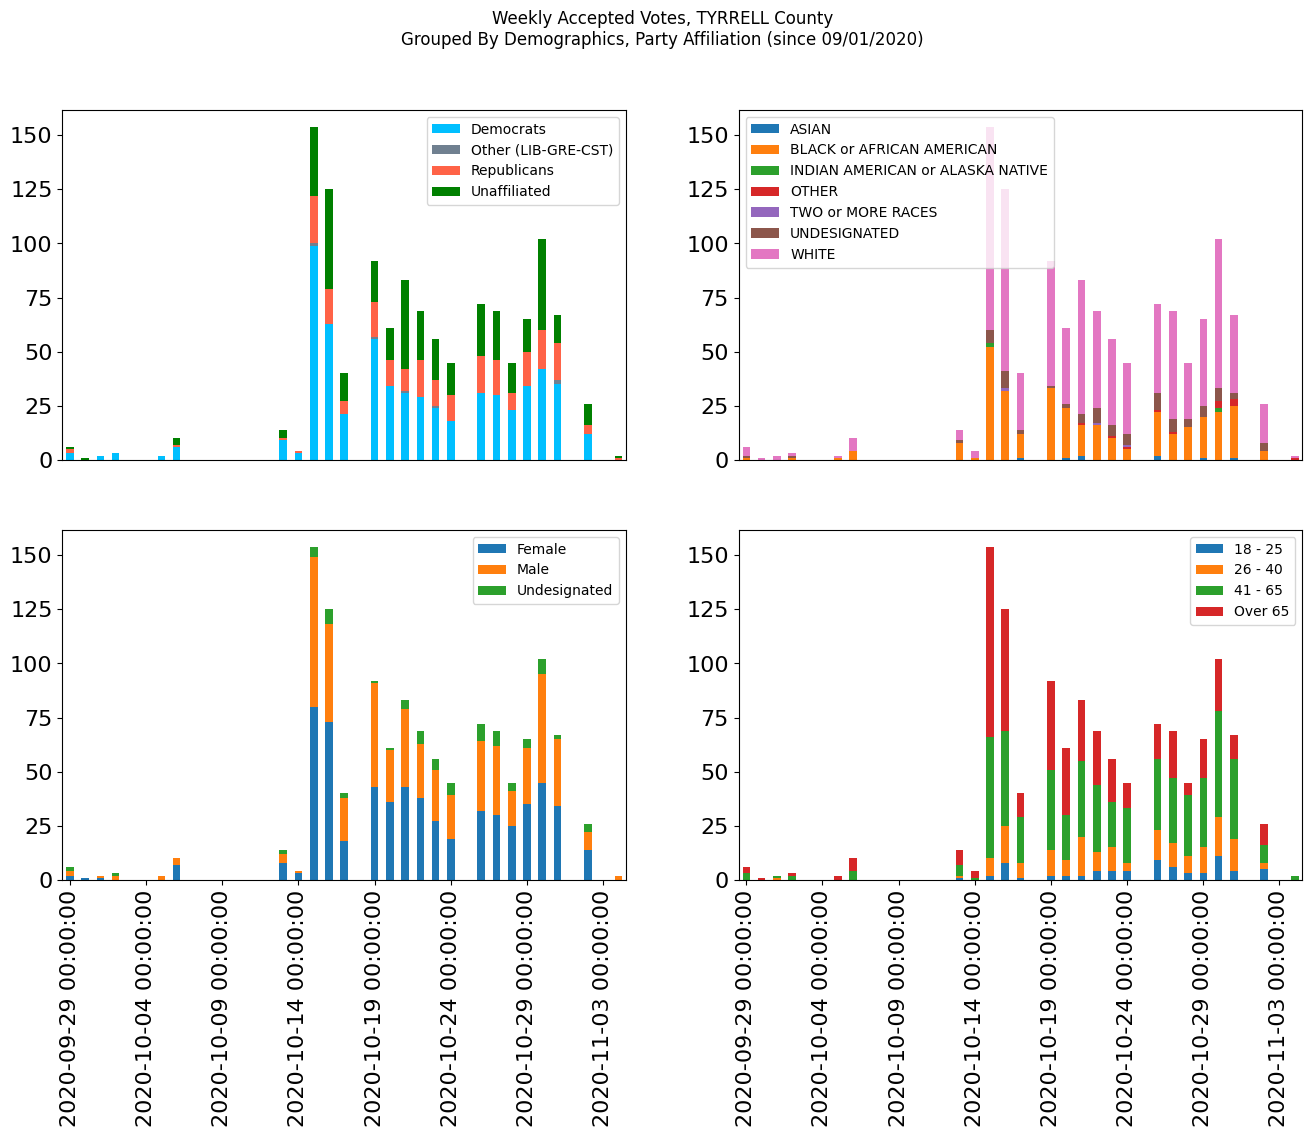 Weekly Accepted Votes, TYRRELL County
Grouped By Demographics, Party Affiliation (since 09/01/2020)
150
125
100
75
50
25
0
Democrats
Other (LIB-GRE-CST)
Republicans
Unaffiliated
150
125
100
75
50
25
0
ASIAN
BLACK or AFRICAN AMERICAN
INDIAN AMERICAN or ALASKA NATIVE
OTHER
TWO or MORE RACES
UNDESIGNATED
WHITE
150
125
100
75
50
25
0
Female
Male
Undesignated
2020-09-29 00:00:00
2020-10-04 00:00:00
2020-10-09 00:00:00
2020-10-14 00:00:00
2020-10-19 00:00:00
2020-10-24 00:00:00
2020-10-29 00:00:00
2020-11-03 00:00:00
150
125
100
75
50
25
0
18 - 25
26 - 40
41 - 65
Over 65
2020-09-29 00:00:00
2020-10-04 00:00:00
2020-10-09 00:00:00
2020-10-14 00:00:00
2020-10-19 00:00:00
2020-10-24 00:00:00
2020-10-29 00:00:00
2020-11-03 00:00:00